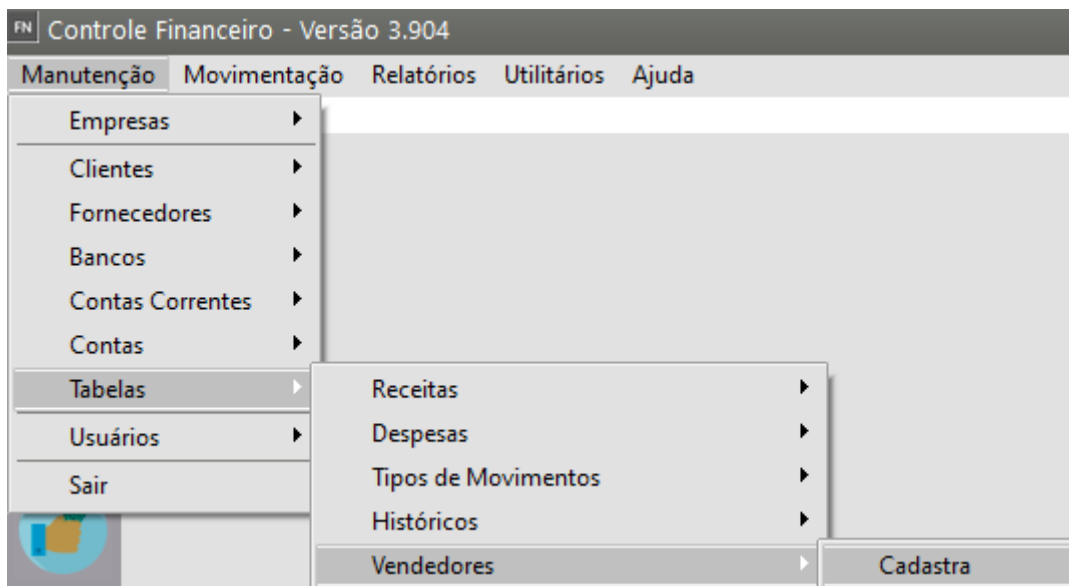 FN Controle Financeiro - Versão 3.904
Manutenção Movimentação Relatórios Utilitários Ajuda
Empresas
Clientes
Fornecedores
Bancos
Contas Correntes
Contas
Tabelas
Usuários
Sair
Receitas
Despesas
Tipos de Movimentos
Históricos
Vendedores
Cadastra